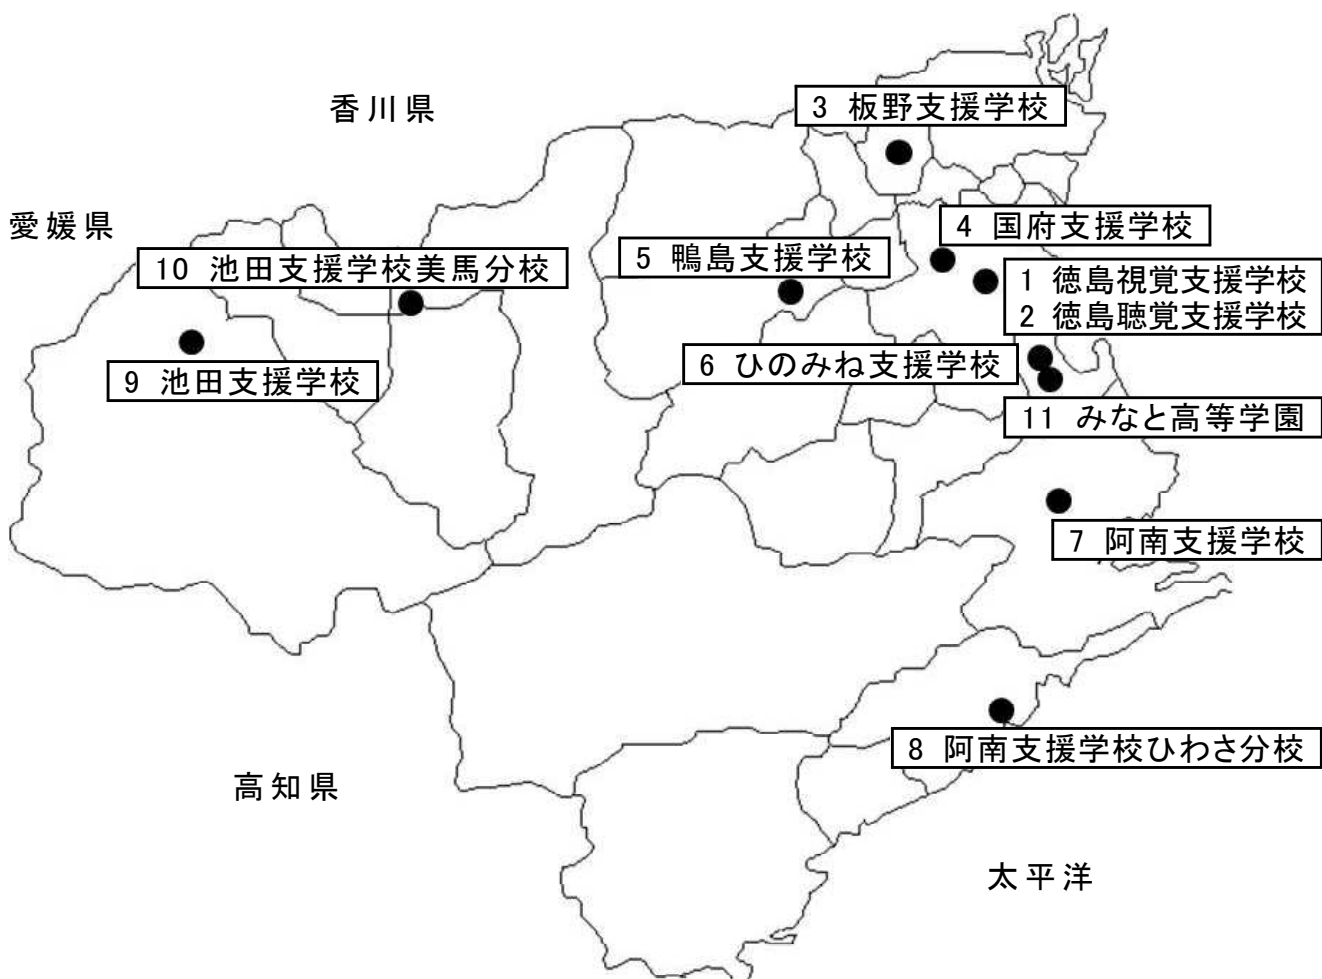 香川県
3 板野支援学校
愛媛県
4 国府支援学校
10 池田支援学校美馬分校
5 鴨島支援学校
1 徳島視覚支援学校
2 徳島聴覚支援学校
9 池田支援学校
6 ひのみね支援学校
11 みなと高等学園
7 阿南支援学校
8 阿南支援学校ひわさ分校
高知県
太平洋